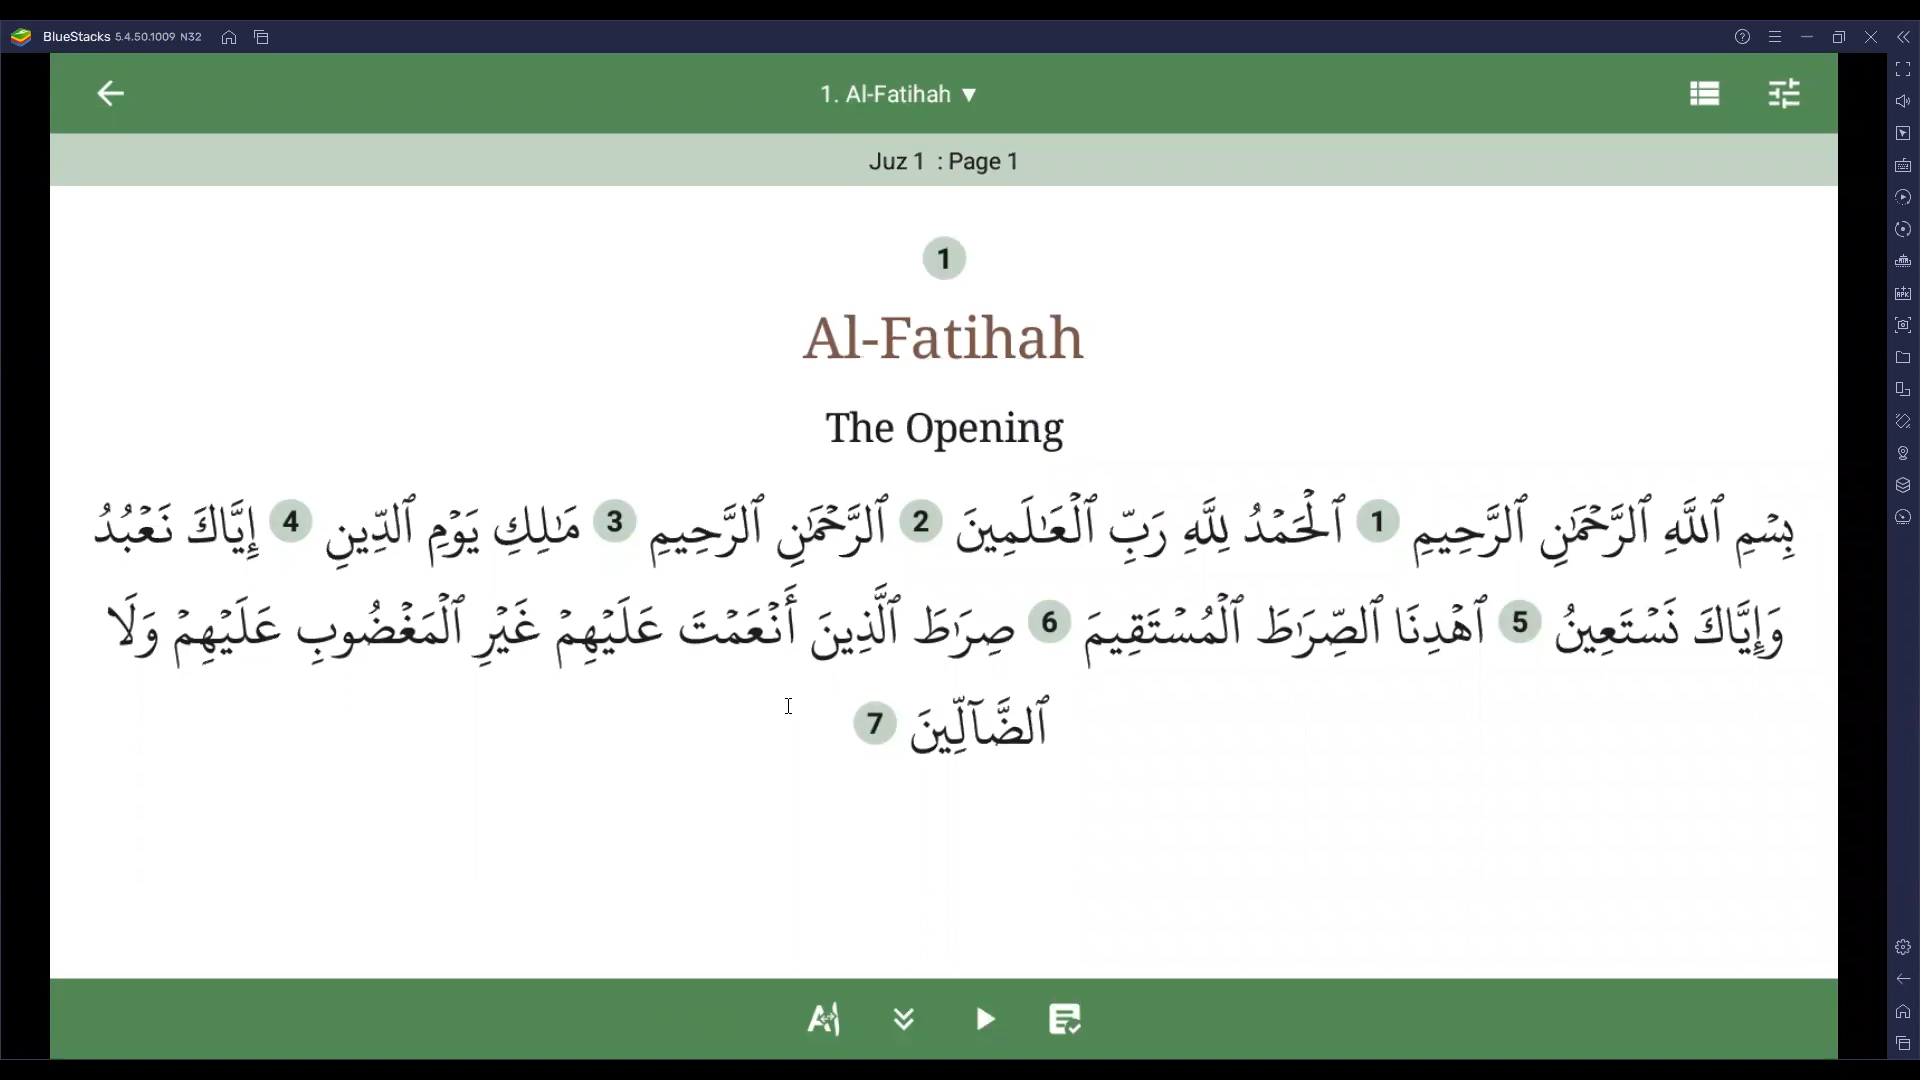 BlueStacks 5.4.50.1009 N32
1. Al-Fatihah ▼
Juz 1 : Page 1
1
Al-Fatihah
The Opening
بِسْمِ ٱللَّهِ ٱلرَّحْمَٰنِ ٱلرَّحِيمِ 1 ٱلْحَمْدُ لِلَّهِ رَبِّ ٱلْعَٰلَمِينَ 2 ٱلرَّحْمَٰنِ ٱلرَّحِيمِ 3 مَٰلِكِ يَوْمِ ٱلدِّينِ 4 إِيَّاكَ نَعْبُدُ
وَإِيَّاكَ نَسْتَعِينُ 5 ٱهْدِنَا ٱلصِّرَٰطَ ٱلْمُسْتَقِيمَ 6 صِرَٰطَ ٱلَّذِينَ أَنْعَمْتَ عَلَيْهِمْ غَيْرِ ٱلْمَغْضُوبِ عَلَيْهِمْ وَلَا
ٱلضَّآلِّينَ 7